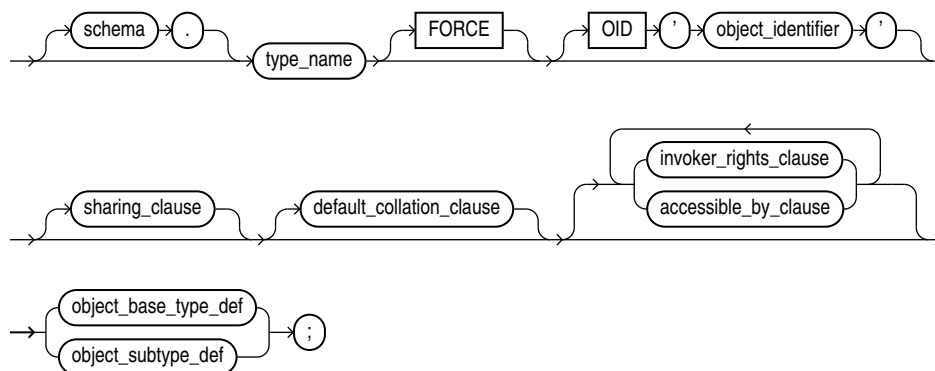 schema . type_name FORCE OID ' object_identifier '
sharing_clause default_collation_clause invoker_rights_clause
accessible_by_clause
object_base_type_def
object_subtype_def ;